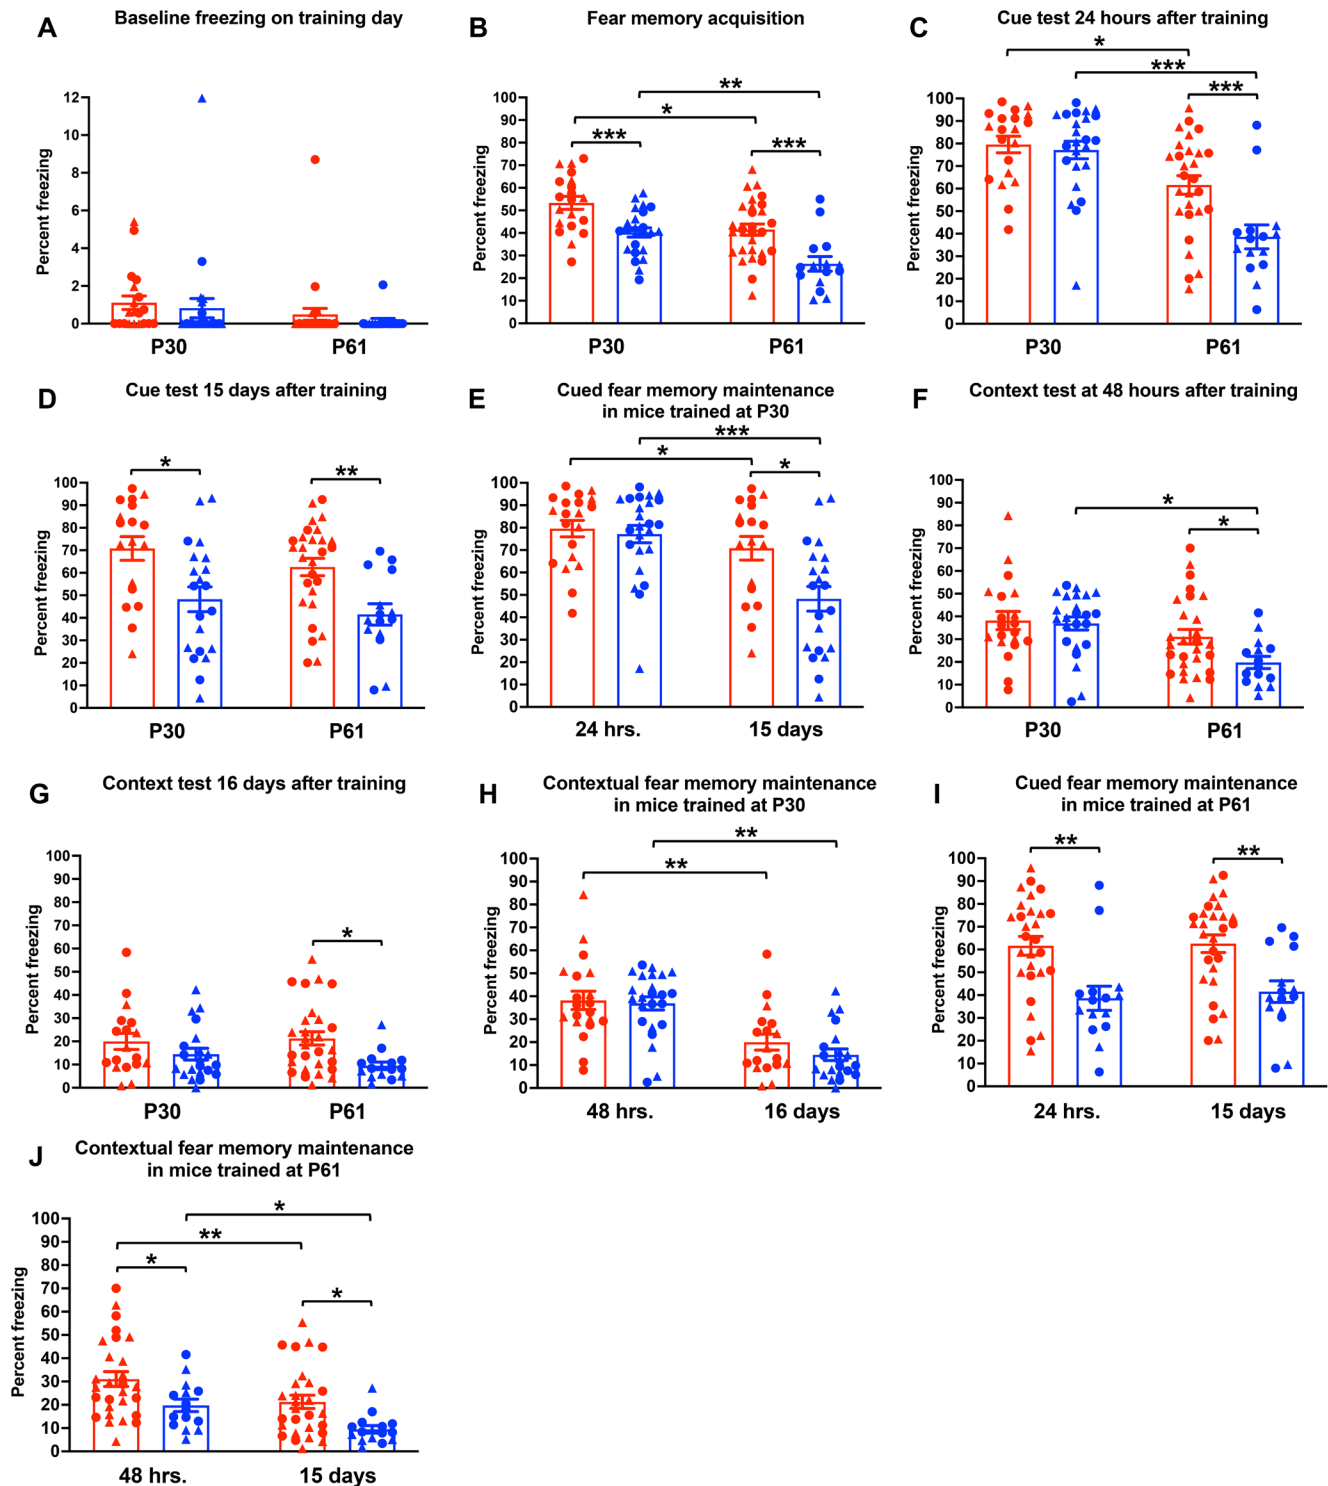 A
Baseline freezing on training day
Percent freezing
12
10
8
6
4
2
0
P30 P61
B
Fear memory acquisition
** 
*
*** ***
Percent freezing
100
90
80
70
60
50
40
30
20
10
0
P30 P61
C
Cue test 24 hours after training
*
***
***
Percent freezing
100
90
80
70
60
50
40
30
20
10
0
P30 P61
D
Cue test 15 days after training
* **
Percent freezing
100
90
80
70
60
50
40
30
20
10
0
P30 P61
E
Cued fear memory maintenance
in mice trained at P30
***
*
*
Percent freezing
100
90
80
70
60
50
40
30
20
10
0
24 hrs. 15 days
F
Context test at 48 hours after training
*
*
Percent freezing
100
90
80
70
60
50
40
30
20
10
0
P30 P61
G
Context test 16 days after training
*
Percent freezing
100
90
80
70
60
50
40
30
20
10
0
P30 P61
H
Contextual fear memory maintenance
in mice trained at P30
**
**
Percent freezing
100
90
80
70
60
50
40
30
20
10
0
48 hrs. 16 days
I
Cued fear memory maintenance
in mice trained at P61
** **
Percent freezing
100
90
80
70
60
50
40
30
20
10
0
24 hrs. 15 days
J
Contextual fear memory maintenance
in mice trained at P61
*
**
*
*
Percent freezing
100
90
80
70
60
50
40
30
20
10
0
48 hrs. 15 days